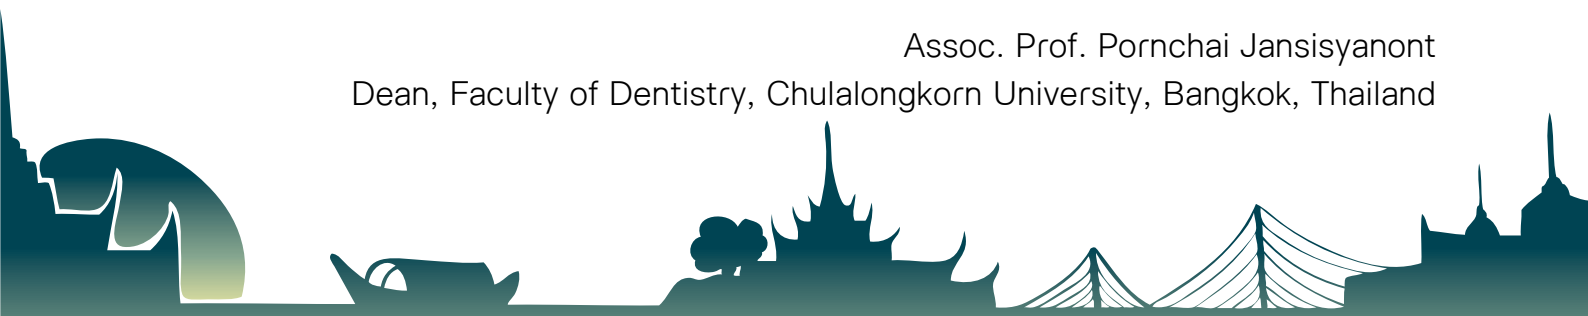 Assoc. Prof. Pornchai Jansisyanont
Dean, Faculty of Dentistry, Chulalongkorn University, Bangkok, Thailand